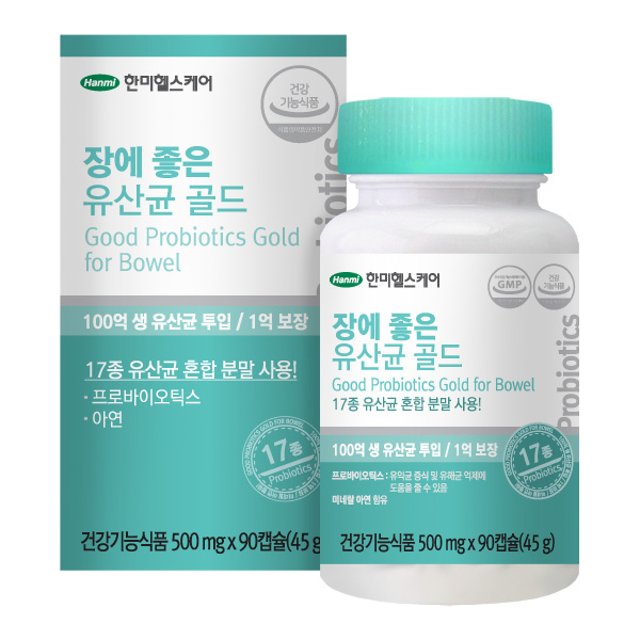 Hanmi 한미헬스케어
건강
기능식품
식품의약품안전처
장에 좋은
유산균 골드
Good Probiotics Gold
for Bowel
100억 생 유산균 투입 / 1억 보장
17종 유산균 혼합 분말 사용!
· 프로바이오틱스
· 아연
17종
Probiotics
건강기능식품 500 mg x 90캡슐(45 g
Probiotics
Hanmi 한미헬스케어
GMP
건강
기능식품
장에 좋은
유산균 골드
Good Probiotics Gold for Bowel
17종 유산균 혼합 분말 사용!
Probiotics
100억 생 유산균 투입 / 1억 보장
프로바이오틱스 : 유익균 증식 및 유해균 억제에
도움을 줄 수 있음
미네랄 아연 함유
17종
Probiotics
건강기능식품 500 mg x 90캡슐(45 g)